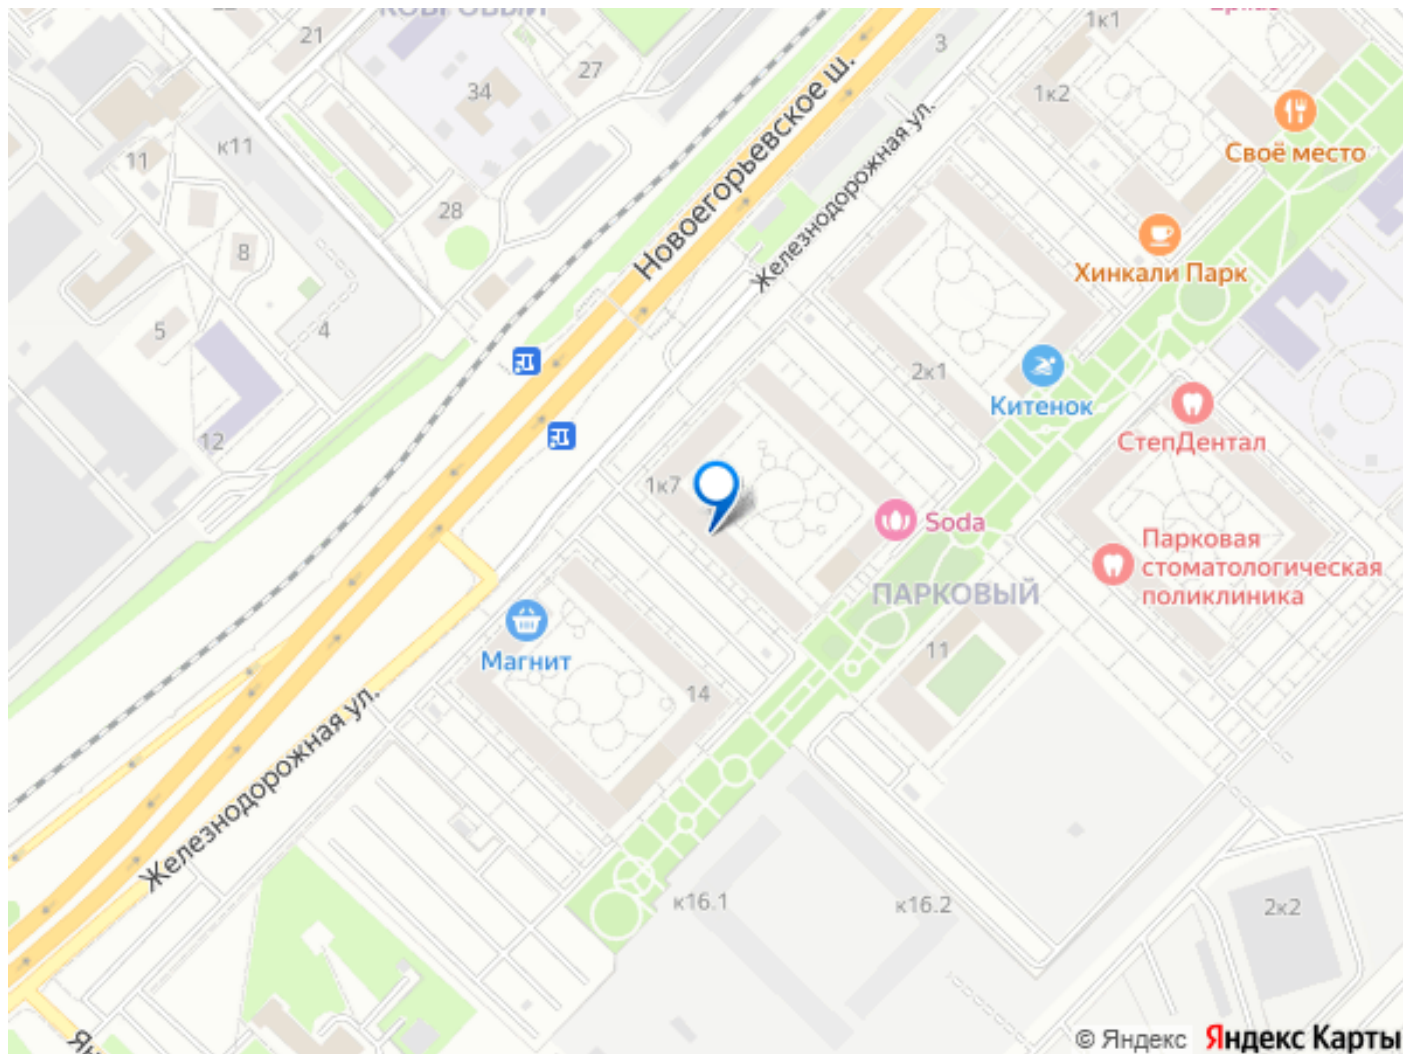 КОВРОВЫЙ
21
27
34
3
1к1
1к2
Новоегорьевское ш.
Железнодорожная ул.
Своё место
11
к11
28
8
5
4
12
Хинкали Парк
2к1
Китенок
СтепДентал
1к7
Soda
Парковая
стоматологическая
поликлиника
ПАРКОВЫЙ
Магнит
14
11
Железнодорожная ул.
к16.1
к16.2
2к2
© Яндекс
Яндекс Карты